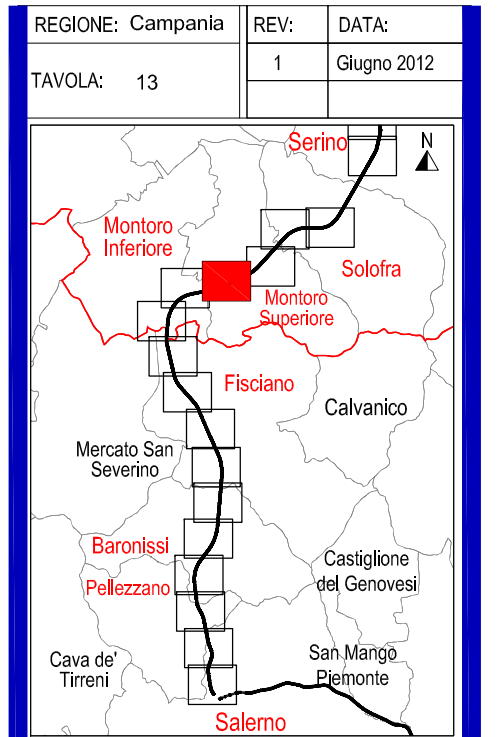 REGIONE: Campania
REV:
DATA:
TAVOLA: 13
1
Giugno 2012
Serino
N
Montoro
Inferiore
Solofra
Montoro
Superiore
Fisciano
Calvanico
Mercato San
Severino
Baronissi
Castiglione
del Genovesi
Pellezzano
Cava de'
Tirreni
San Mango
Piemonte
Salerno